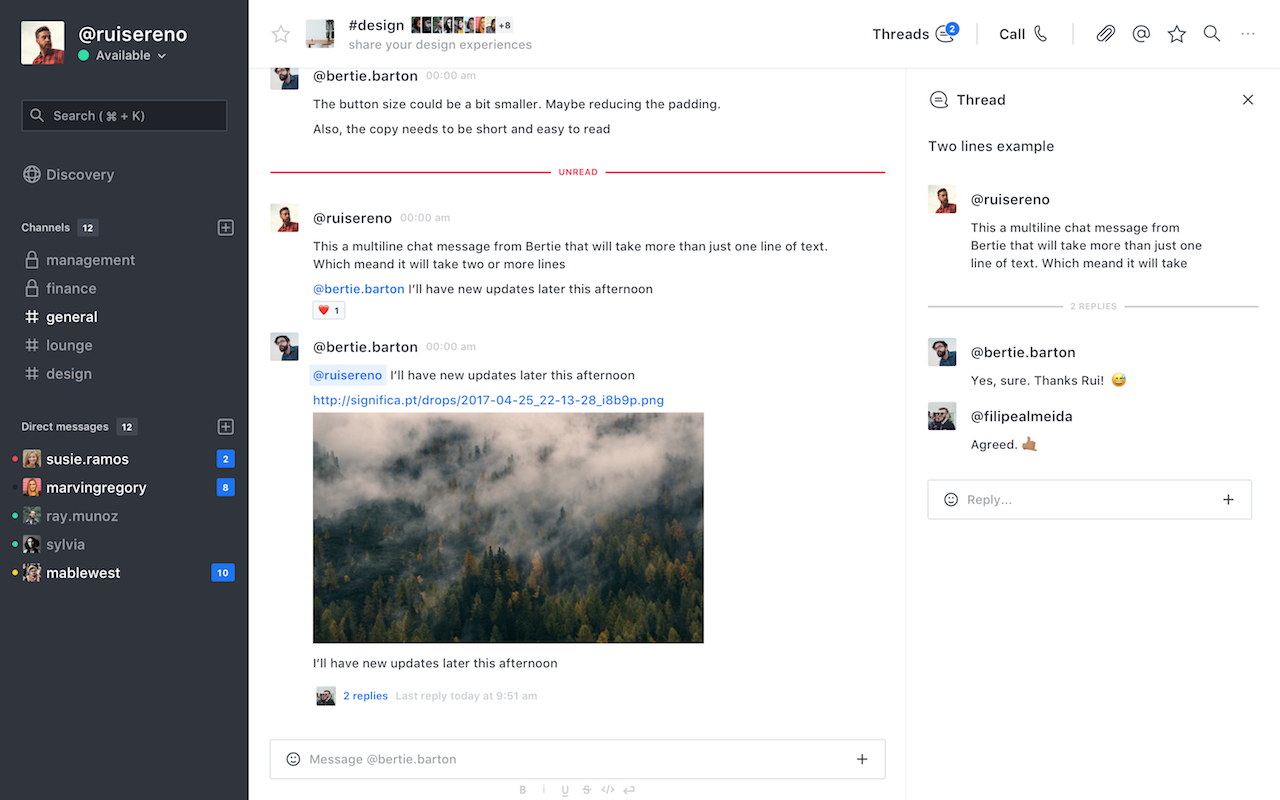 @ruisereno
Available
Search ( ⌘ + K)
Discovery
Channels 12
management
finance
general
lounge
design
Direct messages 12
susie.ramos 2
marvingregory 8
ray.munoz
sylvia
mablewest 10
#design +8
share your design experiences
Threads 2
Call
@bertie.barton 00:00 am
The button size could be a bit smaller. Maybe reducing the padding.
Also, the copy needs to be short and easy to read
UNREAD
@ruisereno 00:00 am
This a multiline chat message from Bertie that will take more than just one line of text.
Which meand it will take two or more lines
@bertie.barton I’ll have new updates later this afternoon
❤️ 1
@bertie.barton 00:00 am
@ruisereno I’ll have new updates later this afternoon
http://significa.pt/drops/2017-04-25_22-13-28_i8b9p.png
I’ll have new updates later this afternoon
2 replies Last reply today at 9:51 am
Message @bertie.barton
B i U S </>
Thread
Two lines example
@ruisereno
This a multiline chat message from
Bertie that will take more than just one
line of text. Which meand it will take
2 REPLIES
@bertie.barton
Yes, sure. Thanks Rui! 😅
@filipealmeida
Agreed. 🤙🏽
Reply...